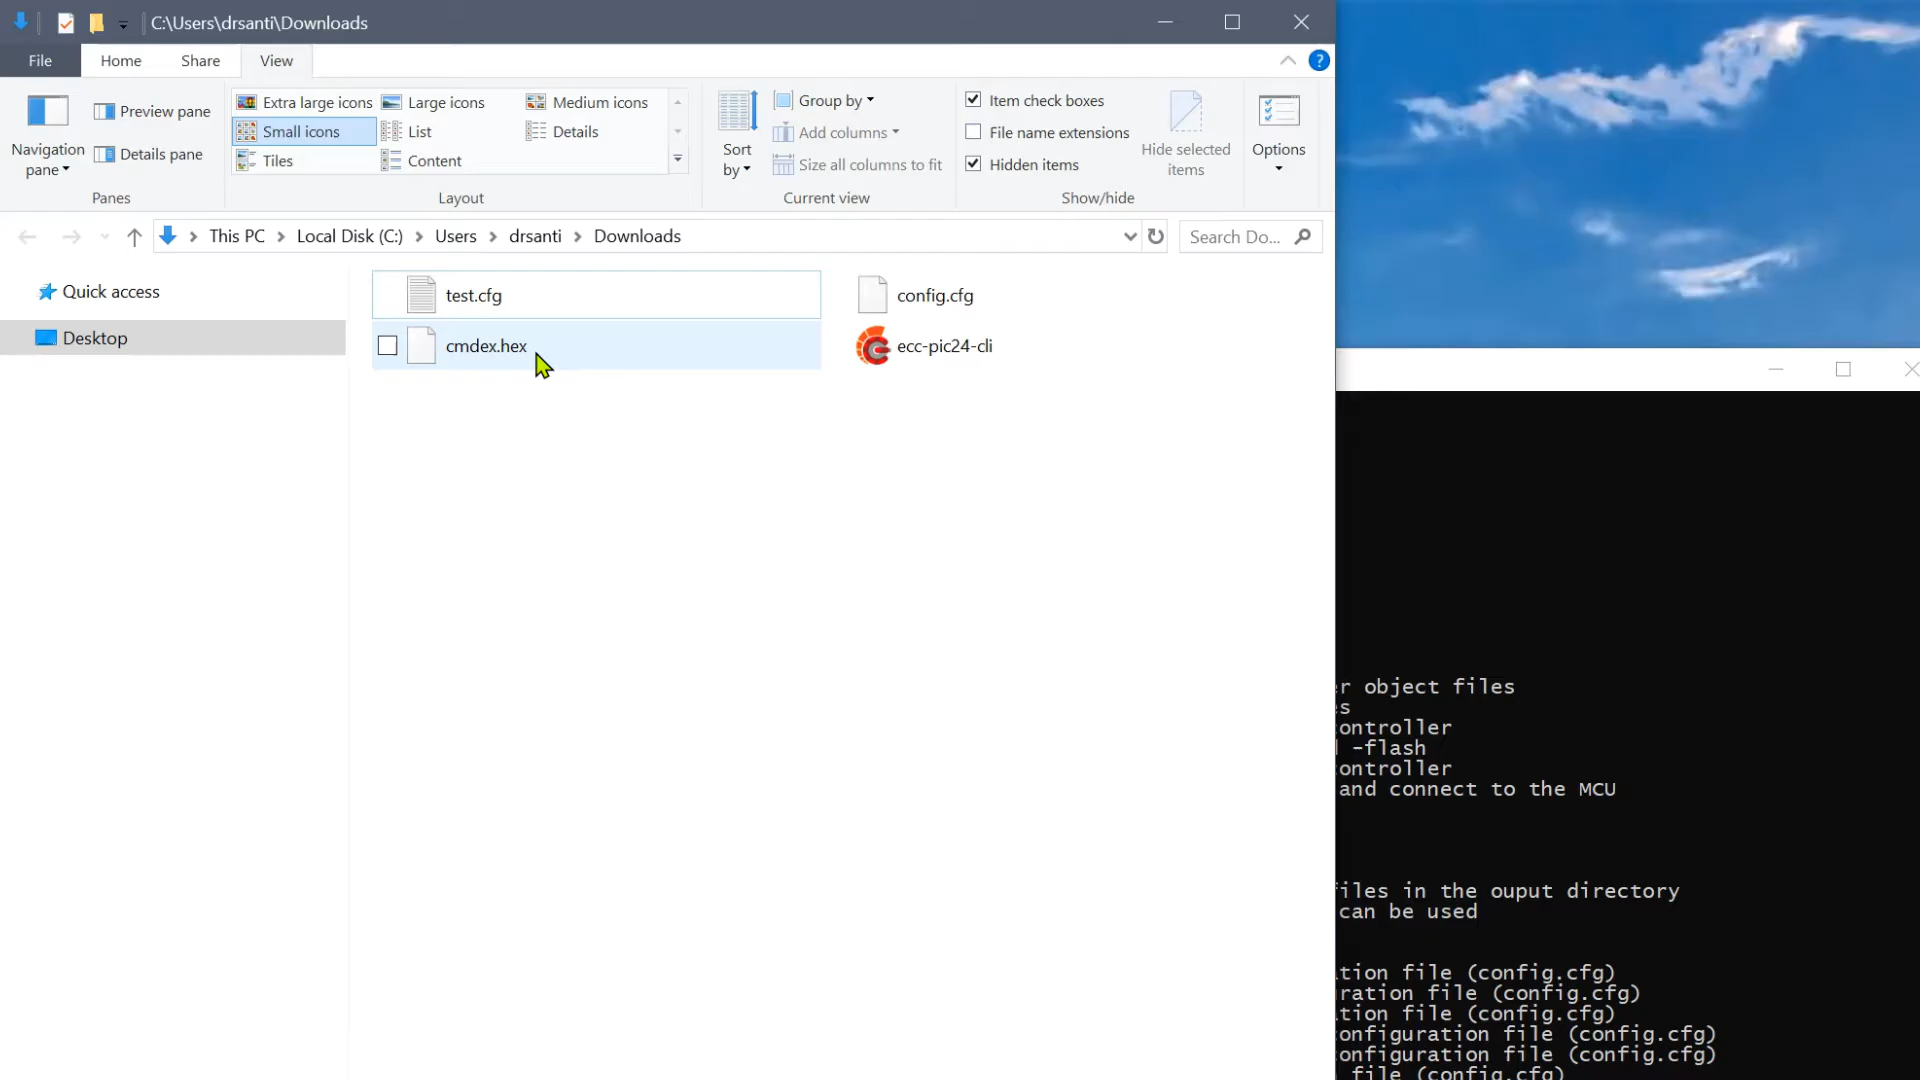 C:\Users\drsanti\Downloads
File Home Share View
Navigation pane
Preview pane
Details pane
Panes
Extra large icons Large icons Medium icons
Small icons List Details
Tiles Content
Layout
Sort by
Group by
Add columns
Size all columns to fit
Current view
Item check boxes
File name extensions
Hidden items
Hide selected items
Show/hide
Options
This PC Local Disk (C:) Users drsanti Downloads
Search Do...
Quick access
Desktop
test.cfg config.cfg
cmdex.hex ecc-pic24-cli
r object files
s
ontroller
-flash
ontroller
and connect to the MCU
iles in the ouput directory
can be used
tion file (config.cfg)
ration file (config.cfg)
tion file (config.cfg)
onfiguration file (config.cfg)
onfiguration file (config.cfg)
file (config.cfg)